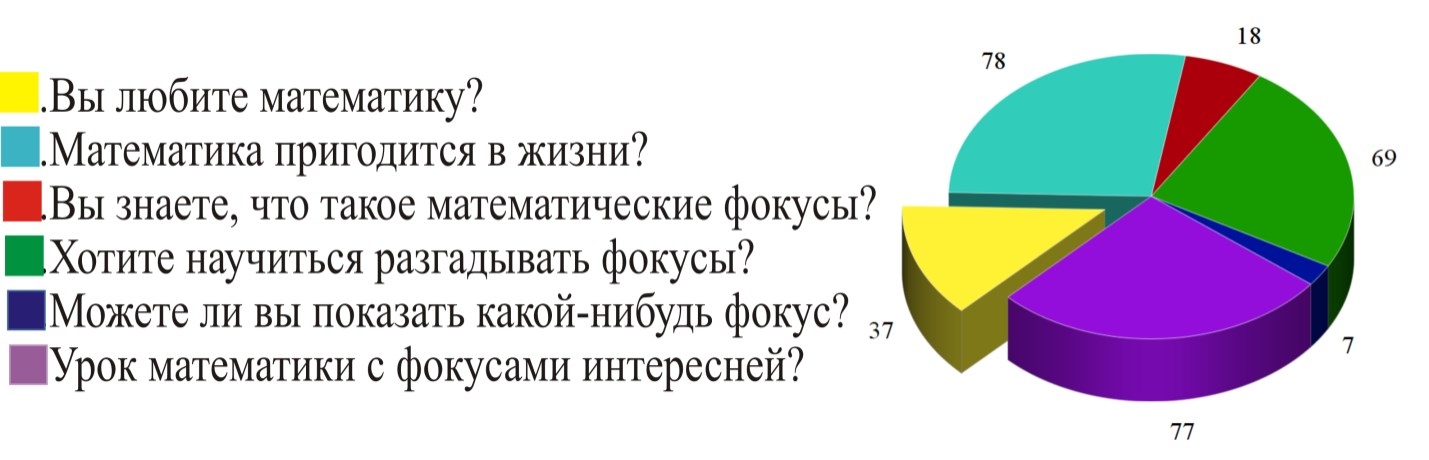 .Вы любите математику?
.Математика пригодится в жизни?
.Вы знаете, что такое математические фокусы?
.Хотите научиться разгадывать фокусы?
Можете ли вы показать какой-нибудь фокус?
Урок математики с фокусами интересней?
18
78
69
37
7
77